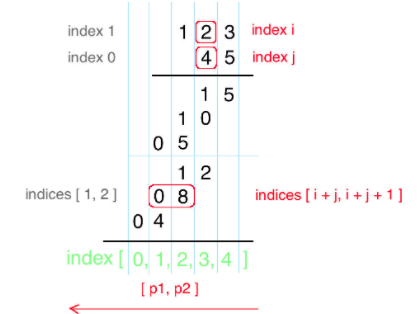 index 1 1 2 3 index i
index 0 4 5 index j
1 5
1 0
0 5
1 2
indices [ 1, 2 ] 0 8 indices [ i + j, i + j + 1 ]
0 4
index [ 0, 1, 2, 3, 4 ]
[ p1, p2 ]